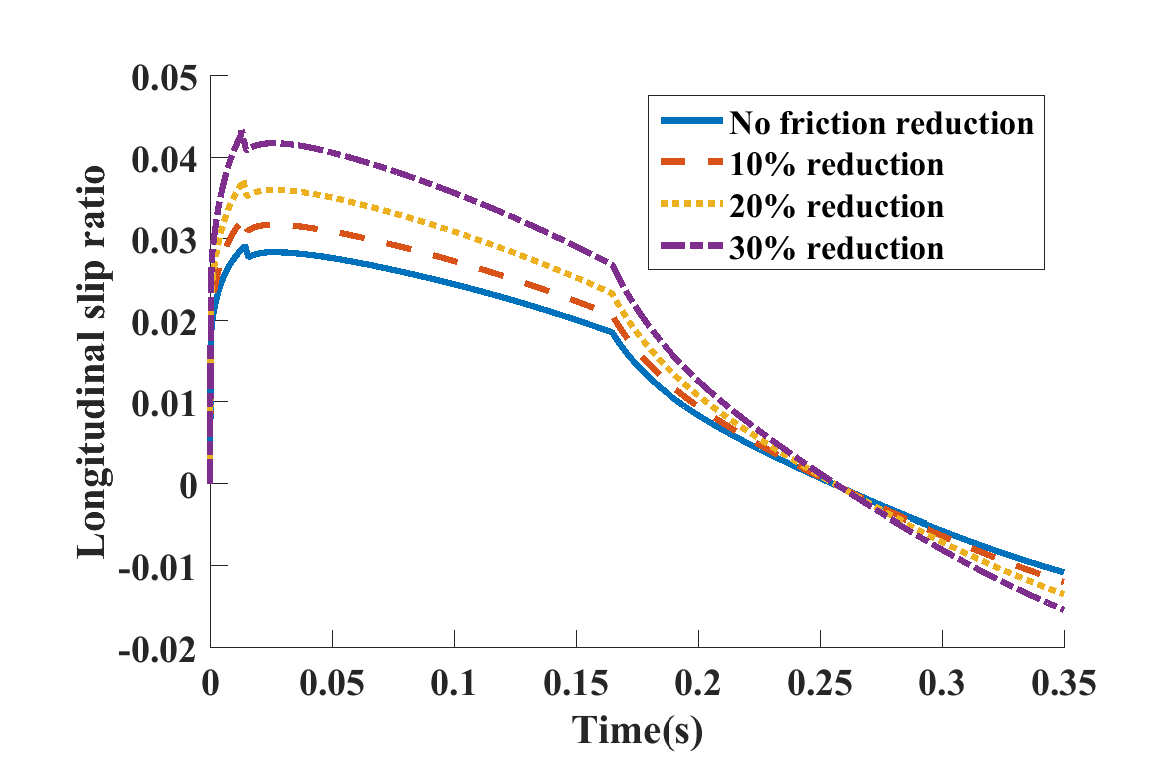 0.05
0.04
0.03
0.02
0.01
0
-0.01
-0.02
Longitudinal slip ratio
No friction reduction
10% reduction
20% reduction
30% reduction
0 0.05 0.1 0.15 0.2 0.25 0.3 0.35
Time(s)